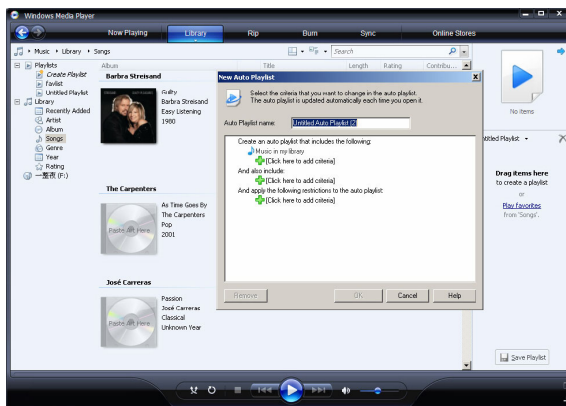 Windows Media Player
Now Playing Library Rip Burn Sync Online Stores
Music Library Songs
Search
Playlists
Create Playlist
favlist
Untitled Playlist
Library
Recently Added
Artist
Album
Songs
Genre
Year
Rating
(F:)
Album Title Length Rating Contribu...
Barbra Streisand
Guilty
Barbra Streisand
Easy Listening
1980
The Carpenters
Paste Art Here
As Time Goes By
The Carpenters
Pop
2001
José Carreras
Paste Art Here
Passion
José Carreras
Classical
Unknown Year
New Auto Playlist
Select the criteria that you want to change in the auto playlist.
The auto playlist is updated automatically each time you open it.
Auto Playlist name: Untitled Auto Playlist (2)
Create an auto playlist that includes the following:
Music in my library
[Click here to add criteria]
And also include:
[Click here to add criteria]
And apply the following restrictions to the auto playlist:
[Click here to add criteria]
Remove OK Cancel Help
No items
Playlist
Drag items here
to create a playlist
or
Play favorites
from 'Songs'.
Save Playlist